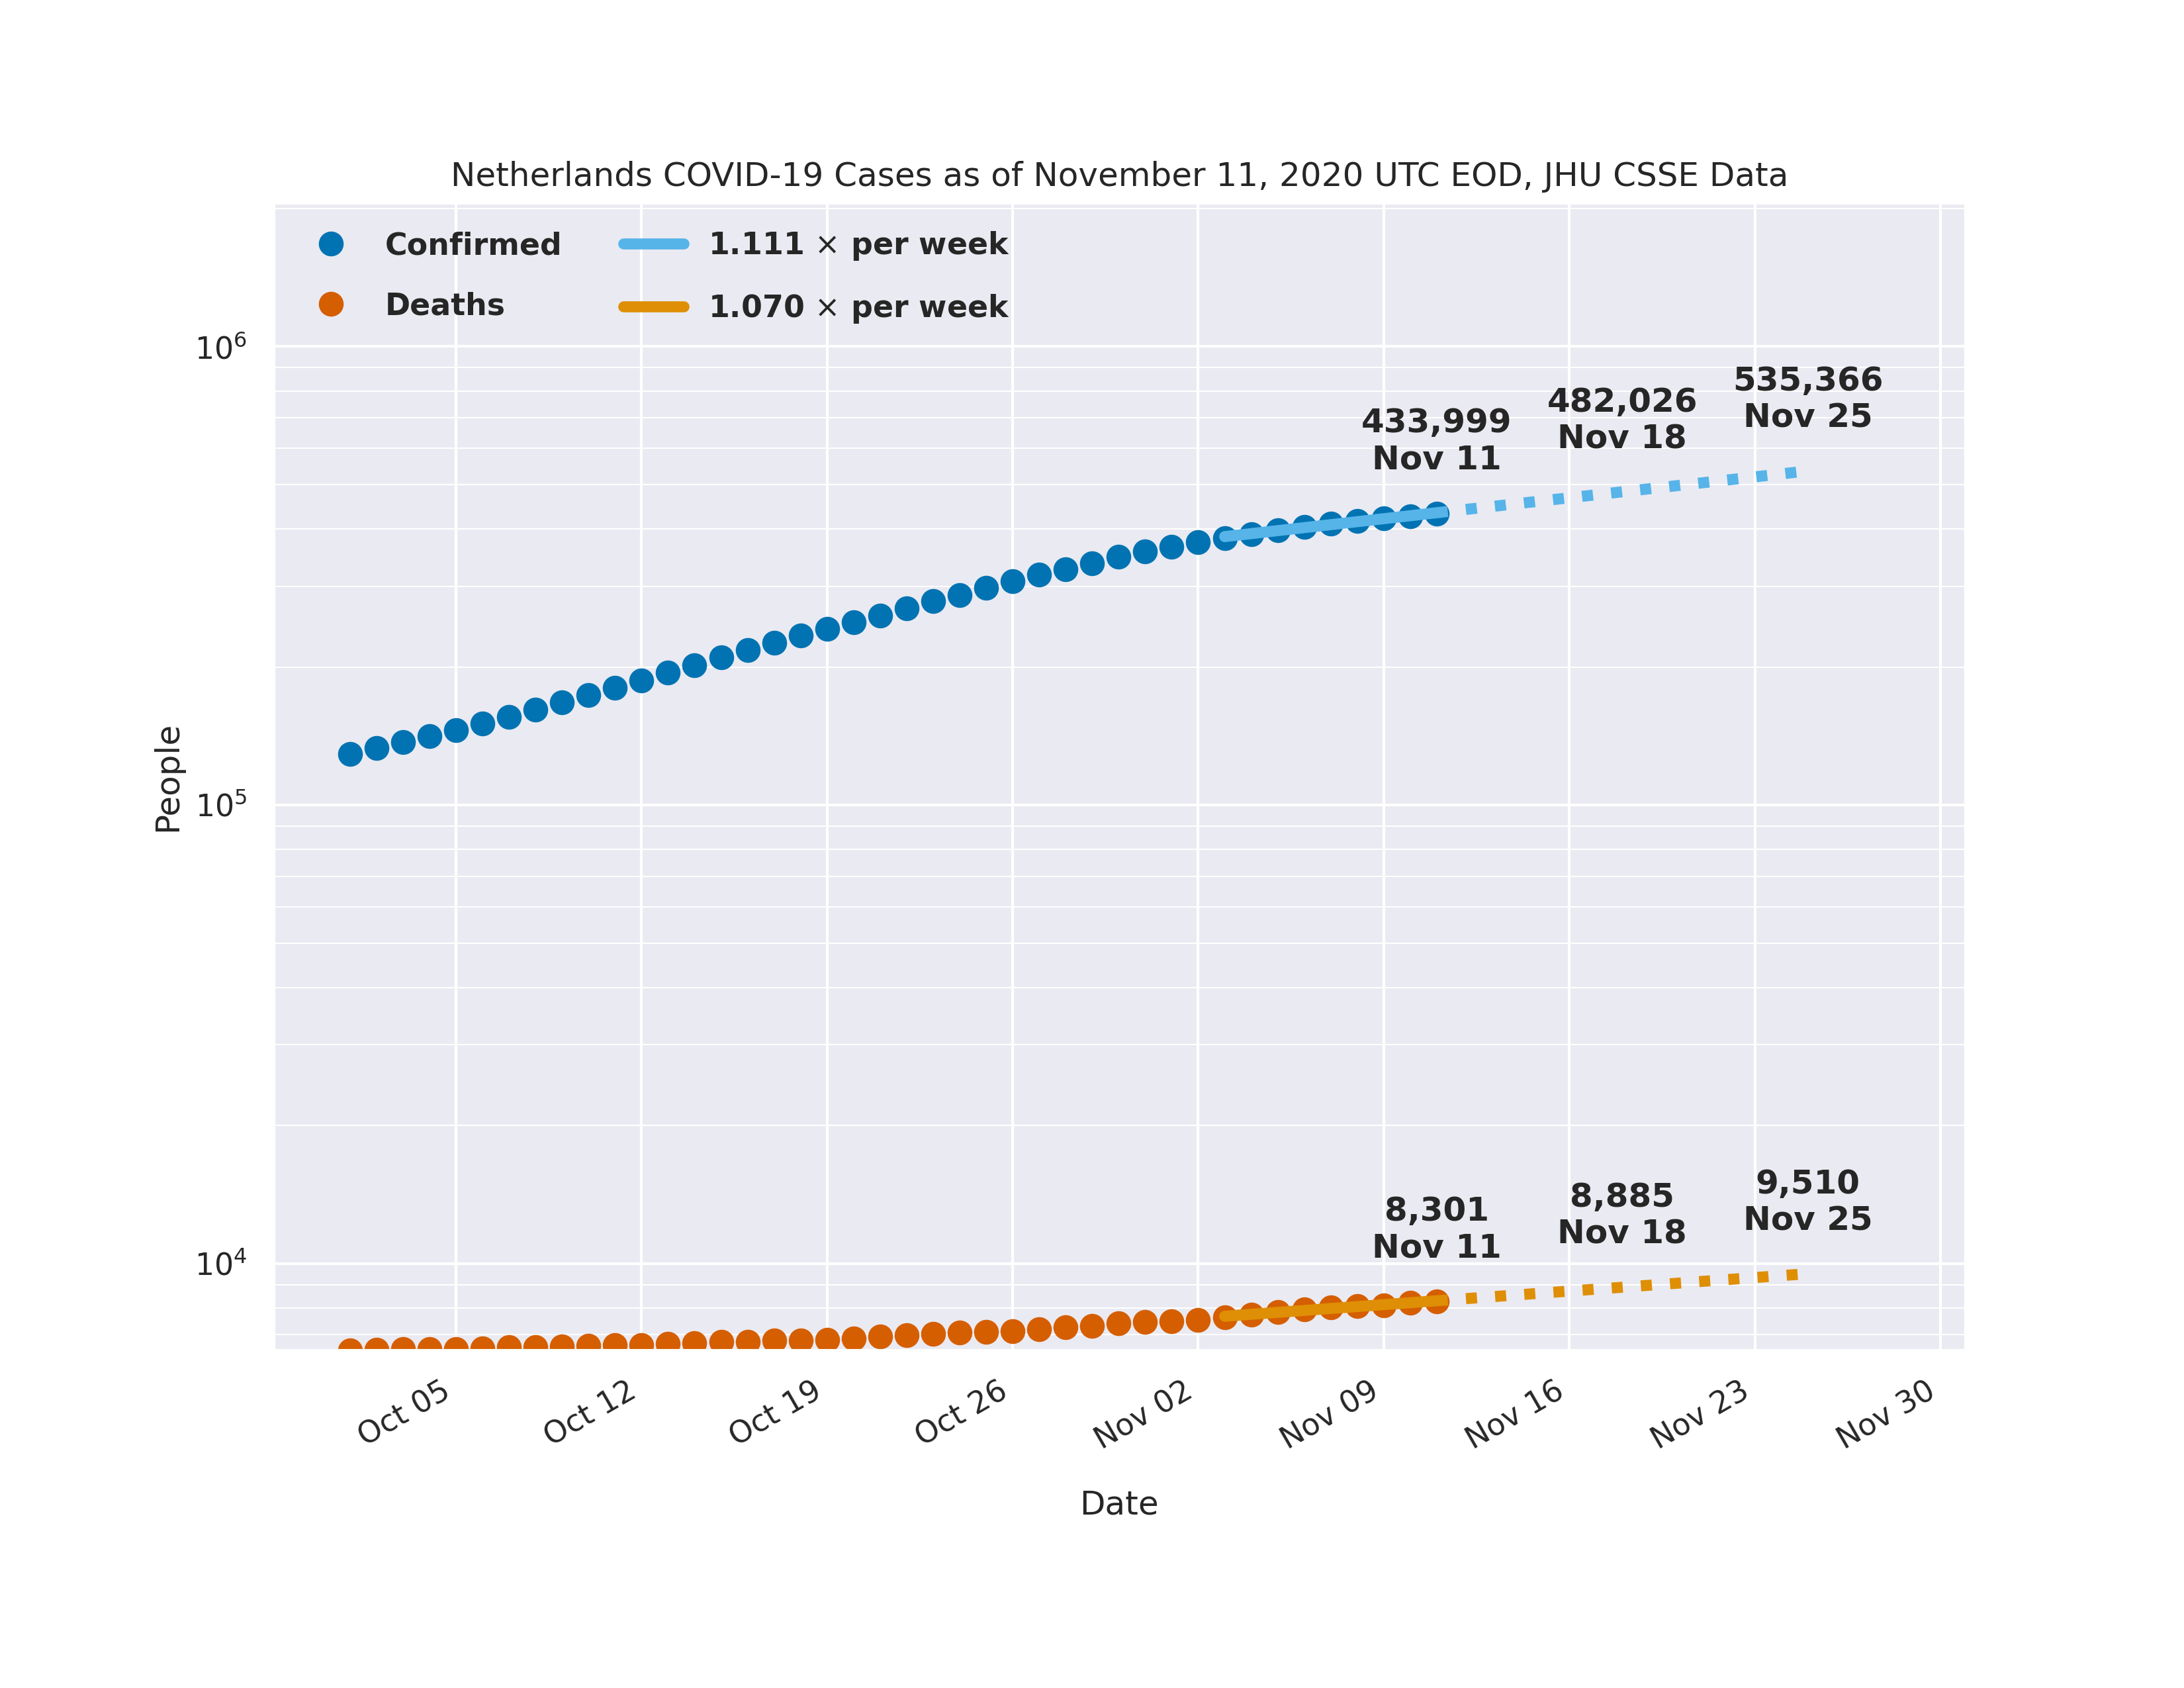 Netherlands COVID-19 Cases as of November 11, 2020 UTC EOD, JHU CSSE Data
Confirmed
Deaths
1.111 × per week
1.070 × per week
10⁶
10⁵
10⁴
People
433,999
Nov 11
482,026
Nov 18
535,366
Nov 25
8,301
Nov 11
8,885
Nov 18
9,510
Nov 25
Oct 05
Oct 12
Oct 19
Oct 26
Nov 02
Nov 09
Nov 16
Nov 23
Nov 30
Date